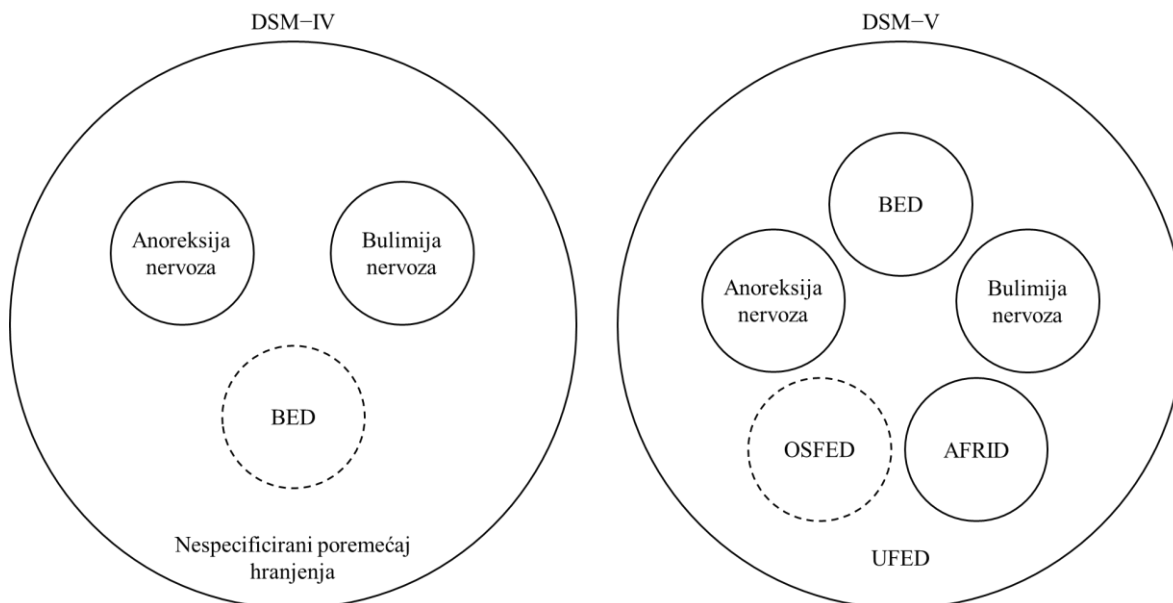 DSM−IV
Anoreksija
nervoza
Bulimija
nervoza
BED
Nespecificirani poremećaj
hranjenja
DSM−V
BED
Anoreksija
nervoza
Bulimija
nervoza
OSFED
AFRID
UFED